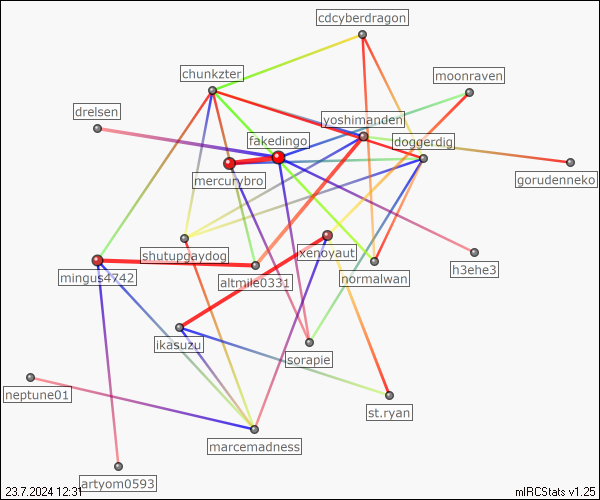 cdcyberdragon
chunkzter
moonraven
drelsen
yoshimanden
fakedingo
doggerdig
mercurybro
gorudenneko
shutupgaydog
xenoyaut
h3ehe3
mingus4742
altmile0331
normalwan
ikasuzu
sorapie
neptune01
st.ryan
marcemadness
artyom0593
23.7.2024 12:31
mIRCStats v1.25